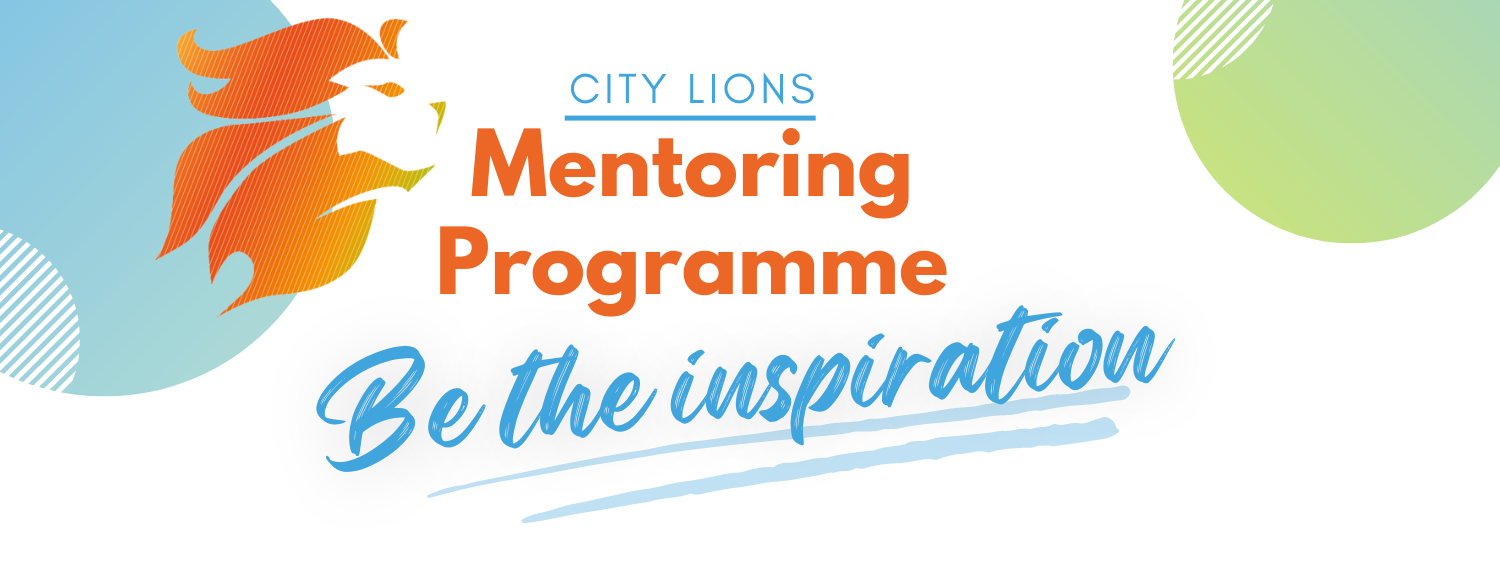 CITY LIONS
Mentoring
Programme
Be the inspiration